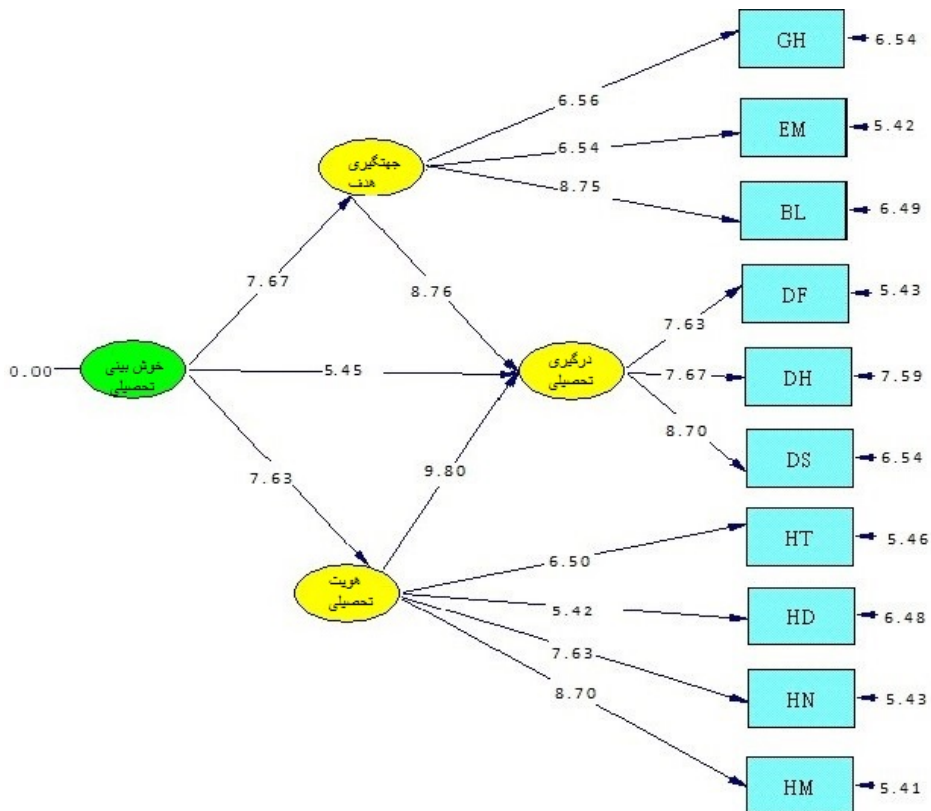 GH
6.54
6.56
EM
5.42
6.54
جهتگیری
هدف
8.75
BL
6.49
7.67
8.76
DF
5.43
7.63
0.00
خوش بینی
تحصیلی
5.45
درگیری
تحصیلی
7.67
DH
7.59
8.70
DS
6.54
7.63
9.80
HT
5.46
6.50
هویت
تحصیلی
5.42
HD
6.48
7.63
HN
5.43
8.70
HM
5.41